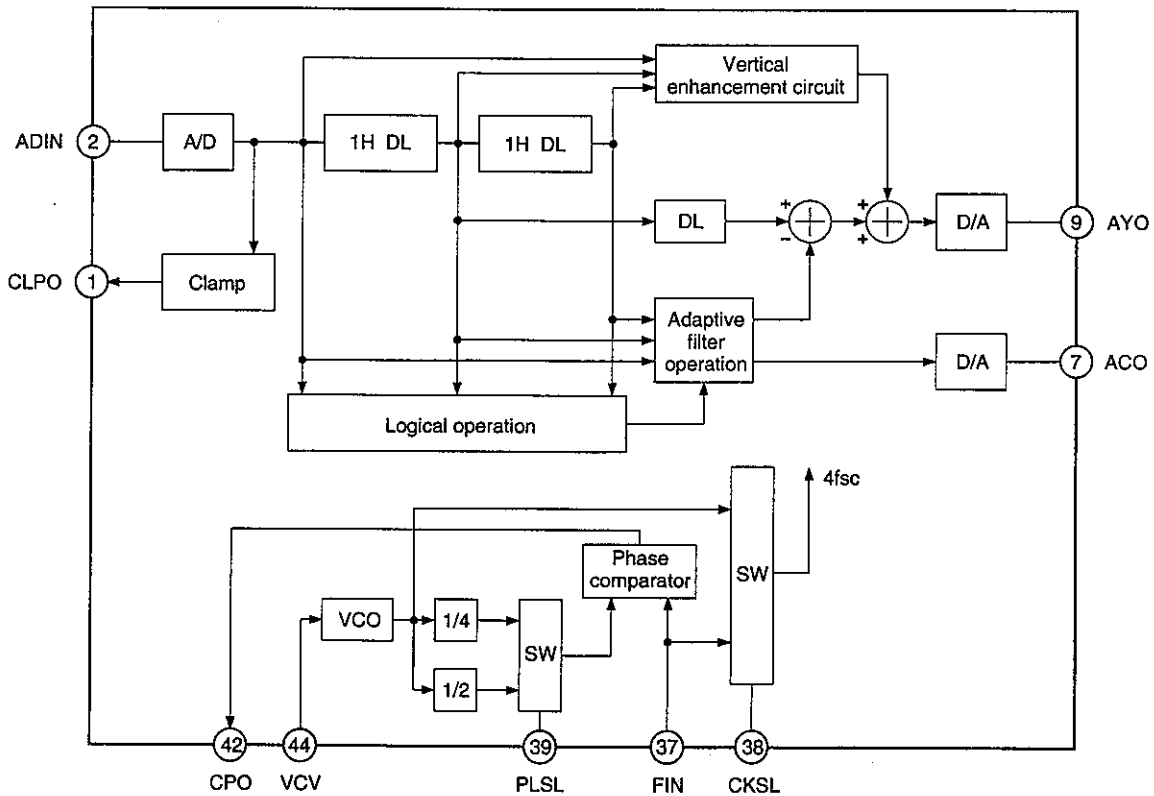 Vertical
enhancement circuit
ADIN
2
A/D
1H DL
1H DL
+
−
DL
+
+
D/A
9
AYO
CLPO
1
Clamp
Adaptive
filter
operation
D/A
7
ACO
Logical operation
4fsc
Phase
comparator
SW
VCO
1/4
SW
1/2
42
44
39
37
38
CPO
VCV
PLSL
FIN
CKSL